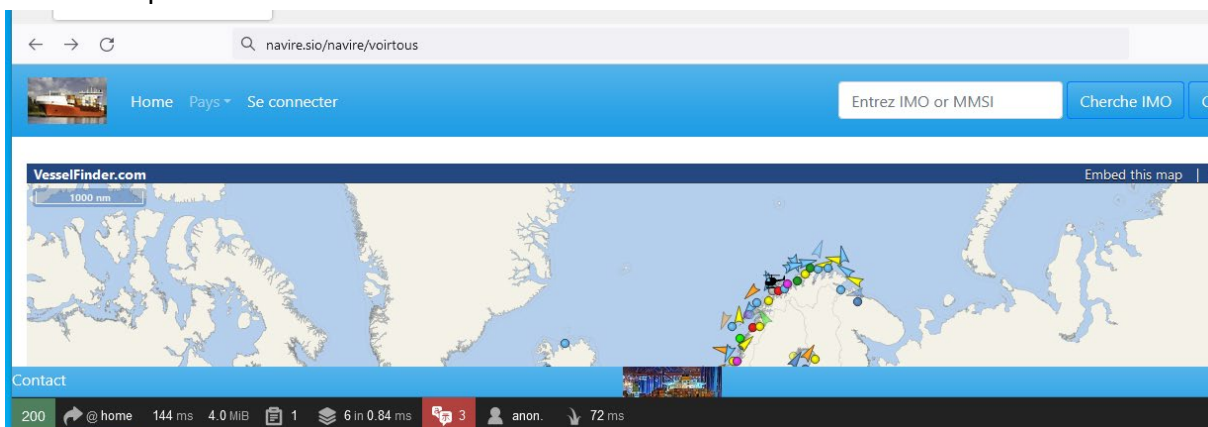 navire.sio/navire/voirtous
Home Pays Se connecter Entrez IMO or MMSI Cherche IMO
VesselFinder.com Embed this map |
1000 nm
Contact
200 @ home 144 ms 4.0 MiB 1 6 in 0.84 ms 3 anon. 72 ms